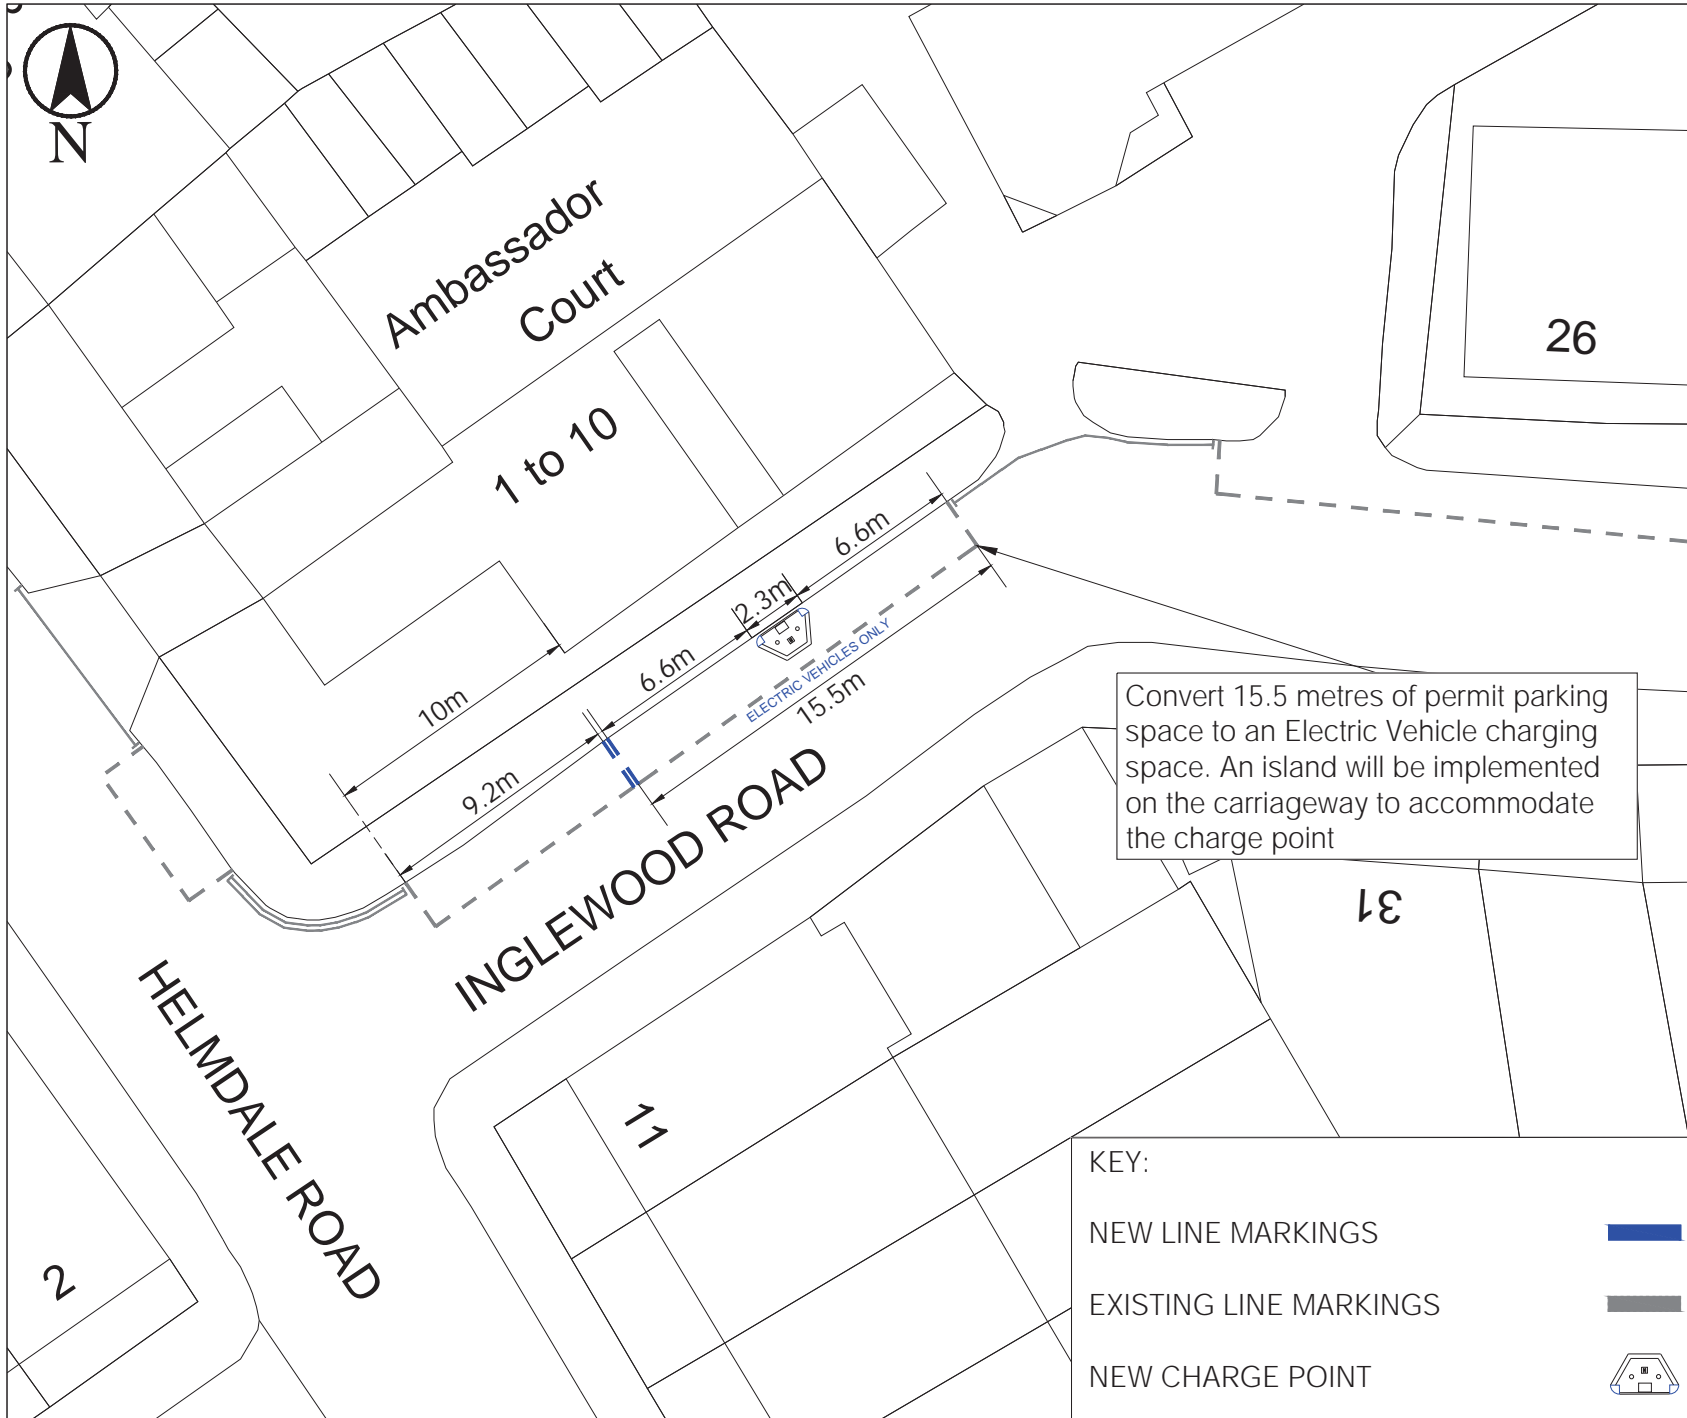 N
Ambassador
Court
1 to 10
26
6.6m
2.3m
6.6m
ELECTRIC VEHICLES ONLY
15.5m
10m
9.2m
INGLEWOOD ROAD
Convert 15.5 metres of permit parking
space to an Electric Vehicle charging
space. An island will be implemented
on the carriageway to accommodate
the charge point
31
HELMDALE ROAD
11
2
KEY:
NEW LINE MARKINGS
EXISTING LINE MARKINGS
NEW CHARGE POINT